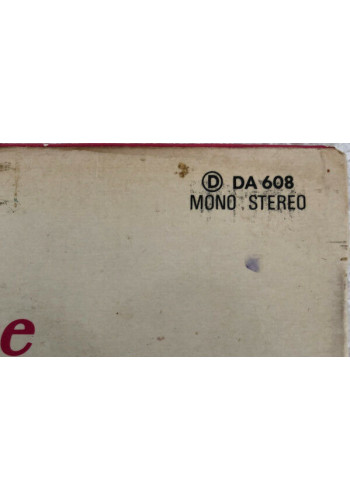 Ⓓ DA 608
MONO STEREO
e